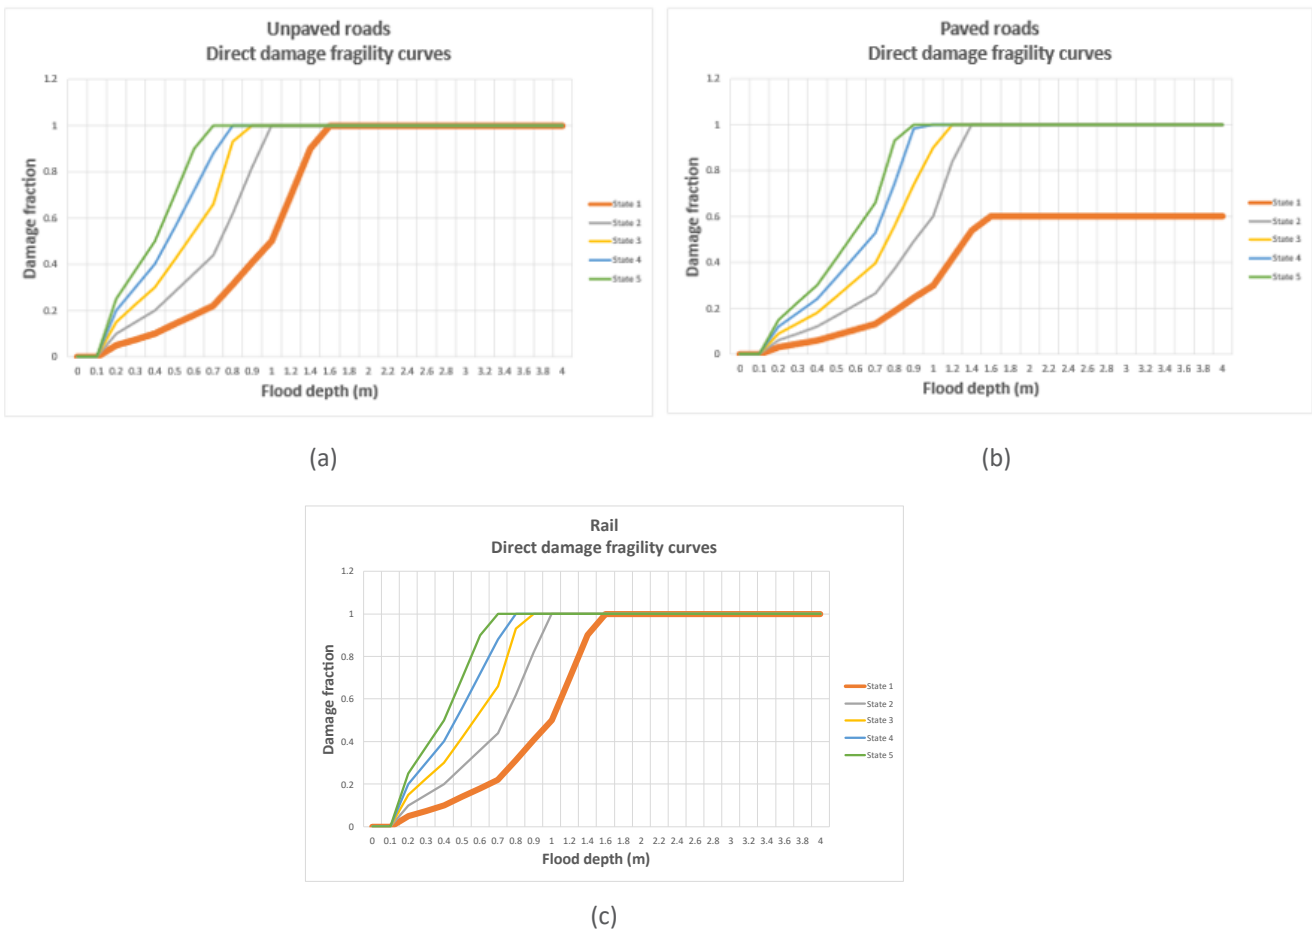 Unpaved roads
Direct damage fragility curves
1.2
1
0.8
0.6
0.4
0.2
0
Damage fraction
0 0.1 0.2 0.3 0.4 0.5 0.6 0.7 0.8 0.9 1 1.2 1.4 1.6 1.8 2 2.2 2.4 2.6 2.8 3 3.2 3.4 3.6 3.8 4
Flood depth (m)
State 1
State 2
State 3
State 4
State 5
(a)
Paved roads
Direct damage fragility curves
1.2
1
0.8
0.6
0.4
0.2
0
Damage fraction
0 0.1 0.2 0.3 0.4 0.5 0.6 0.7 0.8 0.9 1 1.2 1.4 1.6 1.8 2 2.2 2.4 2.6 2.8 3 3.2 3.4 3.6 3.8 4
Flood depth (m)
State 1
State 2
State 3
State 4
State 5
(b)
Rail
Direct damage fragility curves
1.2
1
0.8
0.6
0.4
0.2
0
Damage fraction
0 0.1 0.2 0.3 0.4 0.5 0.6 0.7 0.8 0.9 1 1.2 1.4 1.6 1.8 2 2.2 2.4 2.6 2.8 3 3.2 3.4 3.6 3.8 4
Flood depth (m)
State 1
State 2
State 3
State 4
State 5
(c)